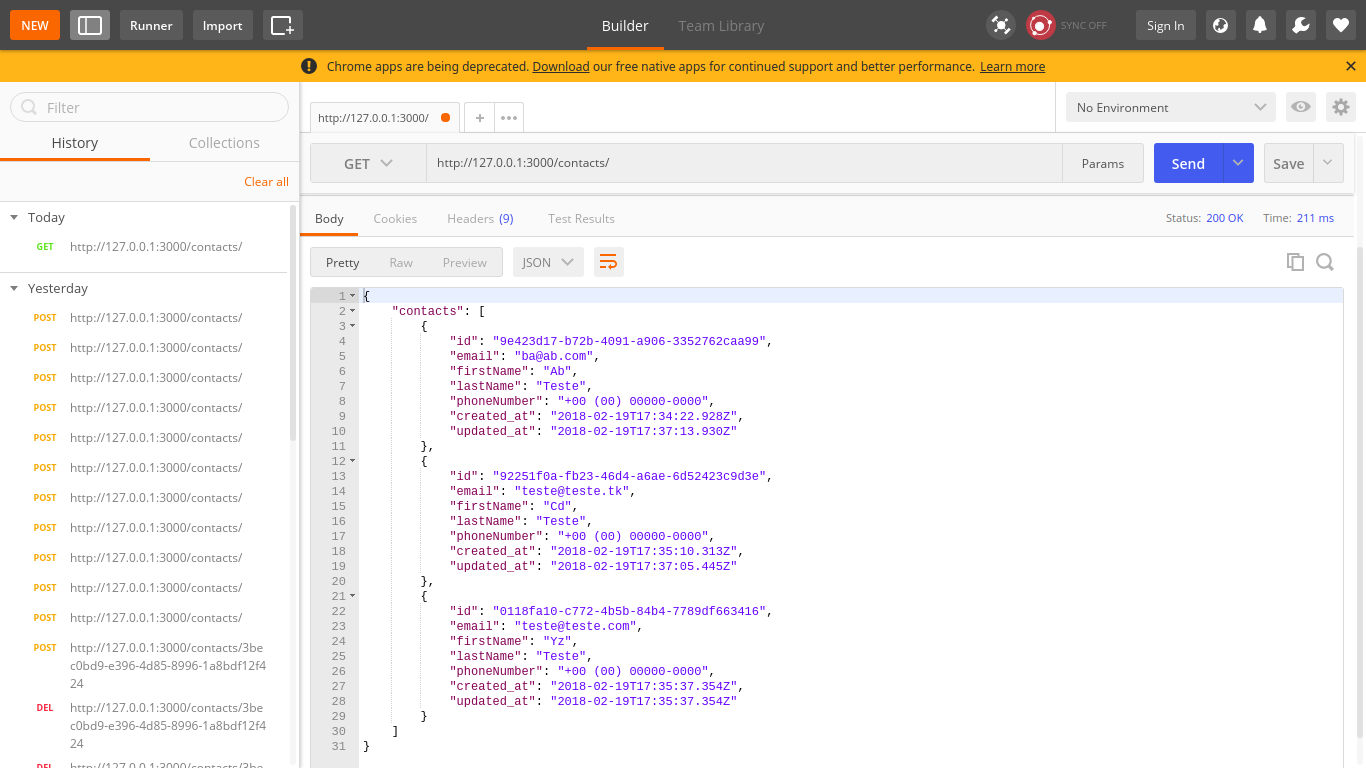 NEW Runner Import Builder Team Library SYNC OFF Sign In
Chrome apps are being deprecated. Download our free native apps for continued support and better performance. Learn more
Filter
History Collections
Clear all
Today
GET http://127.0.0.1:3000/contacts/
Yesterday
POST http://127.0.0.1:3000/contacts/
POST http://127.0.0.1:3000/contacts/
POST http://127.0.0.1:3000/contacts/
POST http://127.0.0.1:3000/contacts/
POST http://127.0.0.1:3000/contacts/
POST http://127.0.0.1:3000/contacts/
POST http://127.0.0.1:3000/contacts/
POST http://127.0.0.1:3000/contacts/
POST http://127.0.0.1:3000/contacts/
POST http://127.0.0.1:3000/contacts/
POST http://127.0.0.1:3000/contacts/
POST http://127.0.0.1:3000/contacts/3be
c0bd9-e396-4d85-8996-1a8bdf12f4
24
DEL http://127.0.0.1:3000/contacts/3be
c0bd9-e396-4d85-8996-1a8bdf12f4
24
DEL http://127.0.0.1:3000/contacts/3be
http://127.0.0.1:3000/ + ••• No Environment
GET http://127.0.0.1:3000/contacts/ Params Send Save
Body Cookies Headers (9) Test Results Status: 200 OK Time: 211 ms
Pretty Raw Preview JSON
1 {
2 "contacts": [
3 {
4 "id": "9e423d17-b72b-4091-a906-3352762caa99",
5 "email": "ba@ab.com",
6 "firstName": "Ab",
7 "lastName": "Teste",
8 "phoneNumber": "+00 (00) 00000-0000",
9 "created_at": "2018-02-19T17:34:22.928Z",
10 "updated_at": "2018-02-19T17:37:13.930Z"
11 },
12 {
13 "id": "92251f0a-fb23-46d4-a6ae-6d52423c9d3e",
14 "email": "teste@teste.tk",
15 "firstName": "Cd",
16 "lastName": "Teste",
17 "phoneNumber": "+00 (00) 00000-0000",
18 "created_at": "2018-02-19T17:35:10.313Z",
19 "updated_at": "2018-02-19T17:37:05.445Z"
20 },
21 {
22 "id": "0118fa10-c772-4b5b-84b4-7789df663416",
23 "email": "teste@teste.com",
24 "firstName": "Yz",
25 "lastName": "Teste",
26 "phoneNumber": "+00 (00) 00000-0000",
27 "created_at": "2018-02-19T17:35:37.354Z",
28 "updated_at": "2018-02-19T17:35:37.354Z"
29 }
30 ]
31 }